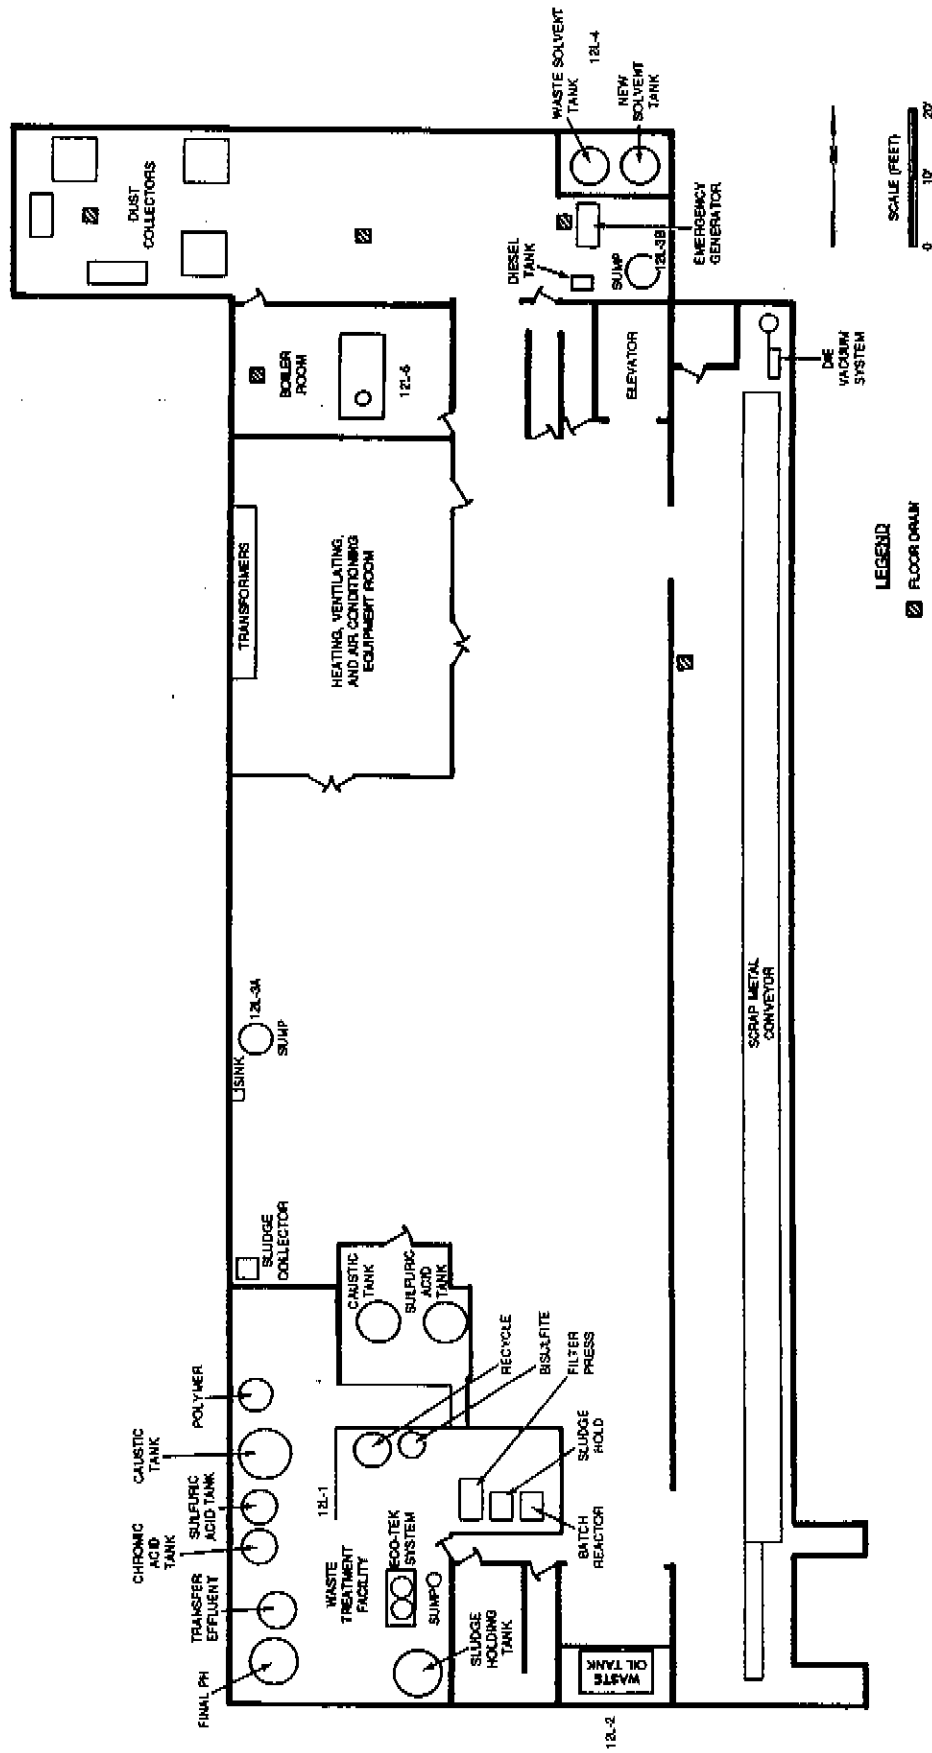 FINAL PH
TRANSFER
EFFLUENT
CHROMIC
ACID
TANK
SULFURIC
ACID TANK
CAUSTIC
TANK
POLYMER
SLUDGE
COLLECTOR
SINK
12L-3A
SUMP
TRANSFORMERS
HEATING, VENTILATING,
AND AIR CONDITIONING
EQUIPMENT ROOM
BOILER
ROOM
12L-5
DUST
COLLECTORS
12L-1
WASTE
TREATMENT
FACILITY
ECO-TEK
SYSTEM
SUMP
SLUDGE
HOLDING
TANK
CAUSTIC
TANK
SULFURIC
ACID
TANK
RECYCLE
BISULFITE
FILTER
PRESS
SLUDGE
HOLD
BATCH
REACTOR
WASTE
OIL TANK
12L-2
DIESEL
TANK
SUMP
12L-3B
ELEVATOR
EMERGENCY
GENERATOR
WASTE SOLVENT
TANK
12L-4
NEW
SOLVENT
TANK
SCRAP METAL
CONVEYOR
DIE
VACUUM
SYSTEM
LEGEND
FLOOR DRAIN
SCALE (FEET)
0 10' 20'